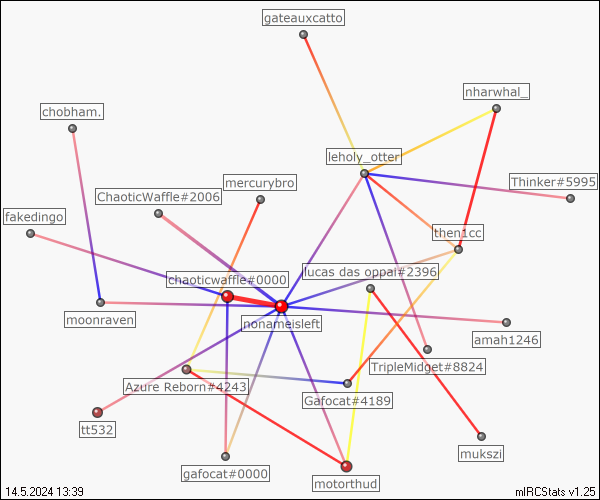 gateauxcatto
nharwhal_
chobham.
leholy_otter
mercurybro
Thinker#5995
ChaoticWaffle#2006
fakedingo
then1cc
lucas das oppai#2396
chaoticwaffle#0000
moonraven
nonameisleft
amah1246
TripleMidget#8824
Azure Reborn#4243
Gafocat#4189
tt532
mukszi
gafocat#0000
motorthud
14.5.2024 13:39
mIRCStats v1.25